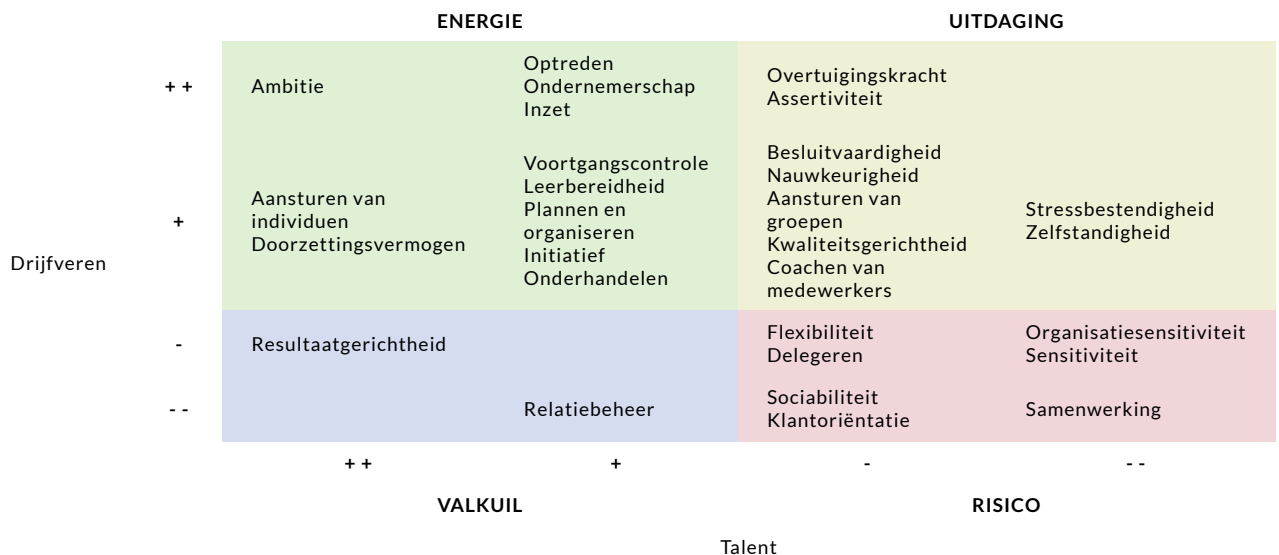 ENERGIE
UITDAGING
+ +
Ambitie
Optreden
Ondernemerschap
Inzet
Overtuigingskracht
Assertiviteit
+
Aansturen van
individuen
Doorzettingsvermogen
Voortgangscontrole
Leerbereidheid
Plannen en
organiseren
Initiatief
Onderhandelen
Besluitvaardigheid
Nauwkeurigheid
Aansturen van
groepen
Kwaliteitsgerichtheid
Coachen van
medewerkers
Stressbestendigheid
Zelfstandigheid
Drijfveren
-
Resultaatgerichtheid
Flexibiliteit
Delegeren
Organisatiesensitiviteit
Sensitiviteit
- -
Relatiebeheer
Sociabiliteit
Klantoriëntatie
Samenwerking
+ +
+
-
- -
VALKUIL
RISICO
Talent